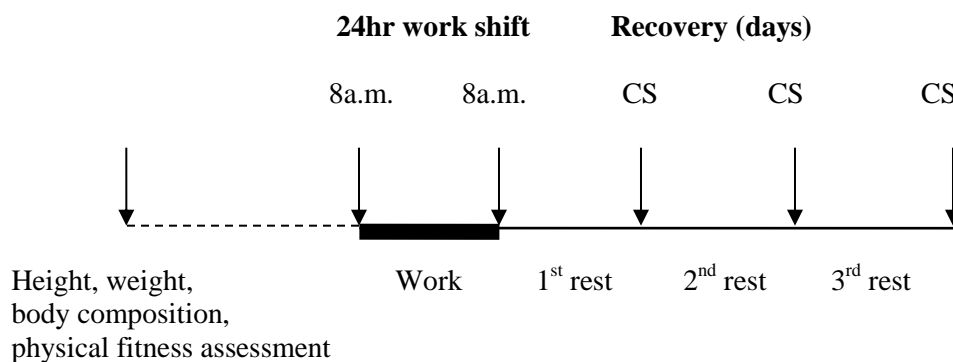 24hr work shift Recovery (days)
8a.m. 8a.m. CS CS CS
Height, weight, Work 1st rest 2nd rest 3rd rest
body composition,
physical fitness assessment